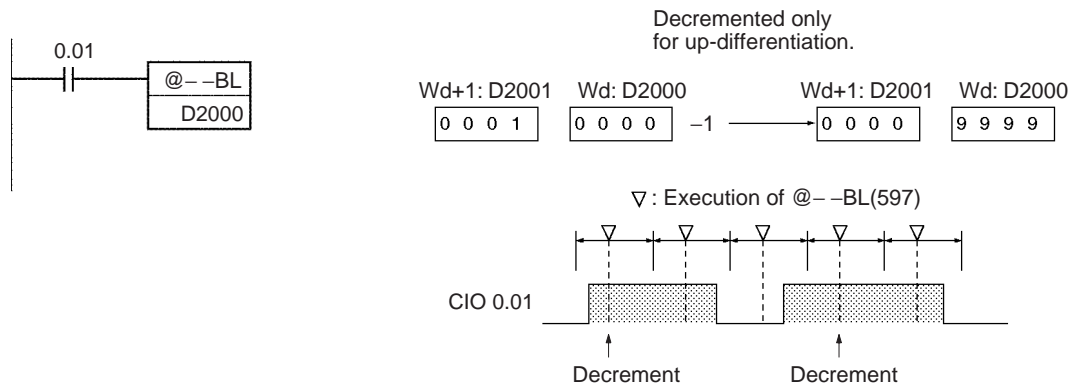 0.01
@– –BL
D2000
Decremented only
for up-differentiation.
Wd+1: D2001 Wd: D2000 Wd+1: D2001 Wd: D2000
0 0 0 1 0 0 0 0 –1 0 0 0 0 9 9 9 9
: Execution of @– –BL(597)
CIO 0.01
Decrement Decrement